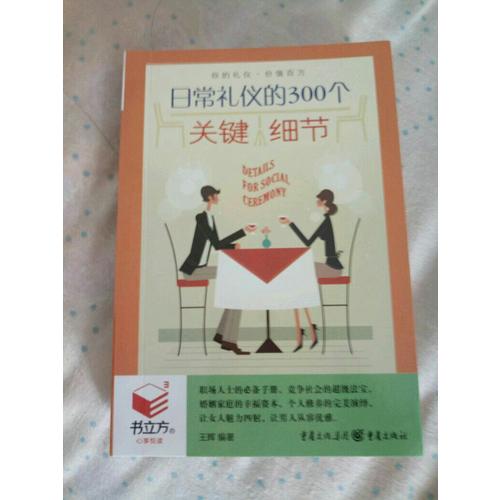 你的礼仪·价值百万
日常礼仪的300个
关键 细节
DETAILS
FOR SOCIAL
CEREMONY
书立方®
心享悦读
职场人士的必备手册、竞争社会的超级法宝、
婚姻家庭的幸福资本、个人修养的完美演绎、
让女人魅力四射、让男人从容优雅。
王辉 编著
重庆出版集团 重庆出版社